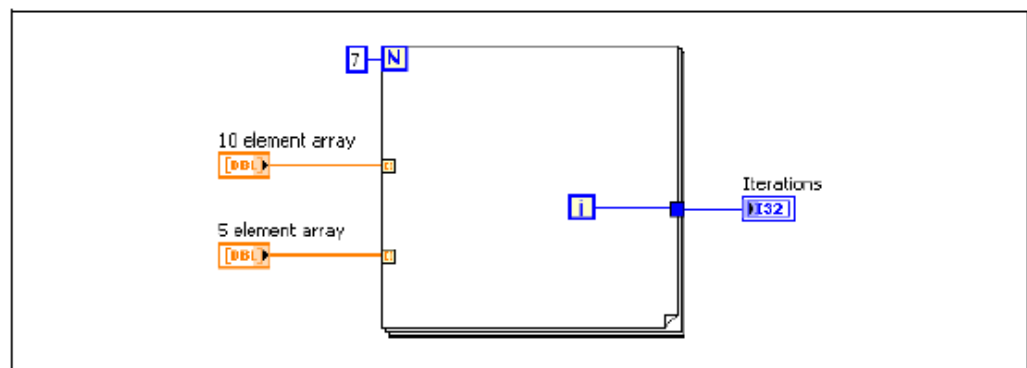 7 N
10 element array
[DBL]
i
Iterations
I32
5 element array
[DBL]